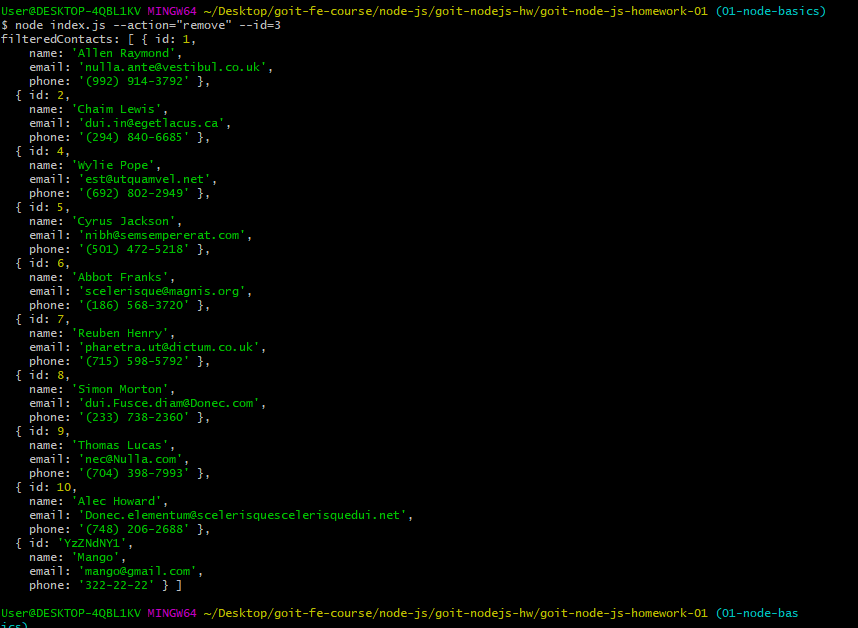 User@DESKTOP-4QBL1KV MINGW64 ~/Desktop/goit-fe-course/node-js/goit-nodejs-hw/goit-node-js-homework-01 (01-node-basics)
$ node index.js --action="remove" --id=3
filteredContacts: [ { id: 1,
    name: 'Allen Raymond',
    email: 'nulla.ante@vestibul.co.uk',
    phone: '(992) 914-3792' },
  { id: 2,
    name: 'Chaim Lewis',
    email: 'dui.in@egetlacus.ca',
    phone: '(294) 840-6685' },
  { id: 4,
    name: 'Wylie Pope',
    email: 'est@utquamvel.net',
    phone: '(692) 802-2949' },
  { id: 5,
    name: 'Cyrus Jackson',
    email: 'nibh@semsempererat.com',
    phone: '(501) 472-5218' },
  { id: 6,
    name: 'Abbot Franks',
    email: 'scelerisque@magnis.org',
    phone: '(186) 568-3720' },
  { id: 7,
    name: 'Reuben Henry',
    email: 'pharetra.ut@dictum.co.uk',
    phone: '(715) 598-5792' },
  { id: 8,
    name: 'Simon Morton',
    email: 'dui.Fusce.diam@Donec.com',
    phone: '(233) 738-2360' },
  { id: 9,
    name: 'Thomas Lucas',
    email: 'nec@Nulla.com',
    phone: '(704) 398-7993' },
  { id: 10,
    name: 'Alec Howard',
    email: 'Donec.elementum@scelerisquescelerisquedui.net',
    phone: '(748) 206-2688' },
  { id: 'YzZNdNY1',
    name: 'Mango',
    email: 'mango@gmail.com',
    phone: '322-22-22' } ]
User@DESKTOP-4QBL1KV MINGW64 ~/Desktop/goit-fe-course/node-js/goit-nodejs-hw/goit-node-js-homework-01 (01-node-bas
ics)